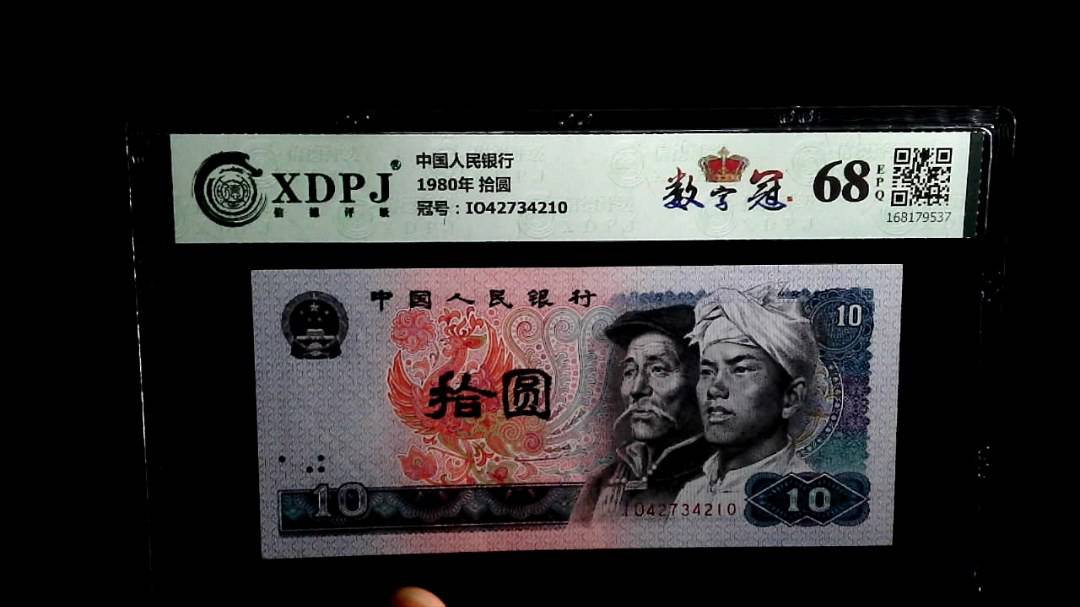 XDPJ®
信德评级
中国人民银行
1980年 拾圆
冠号：IO42734210
数字冠
68
EPQ
168179537
中国人民银行
10
拾圆
10
IO42734210
10